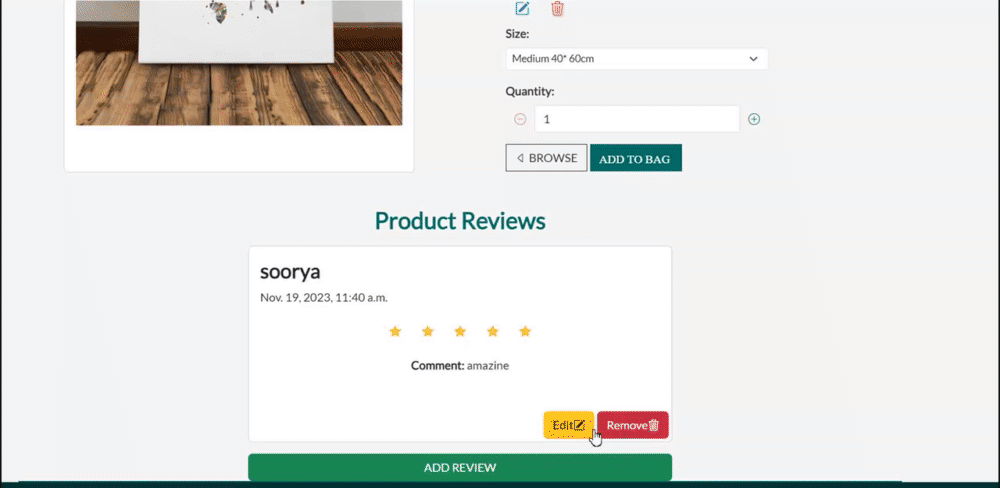 Size:
Medium 40* 60cm
Quantity:
1
BROWSE
ADD TO BAG
Product Reviews
soorya
Nov. 19, 2023, 11:40 a.m.
Comment: amazine
Edit
Remove
ADD REVIEW